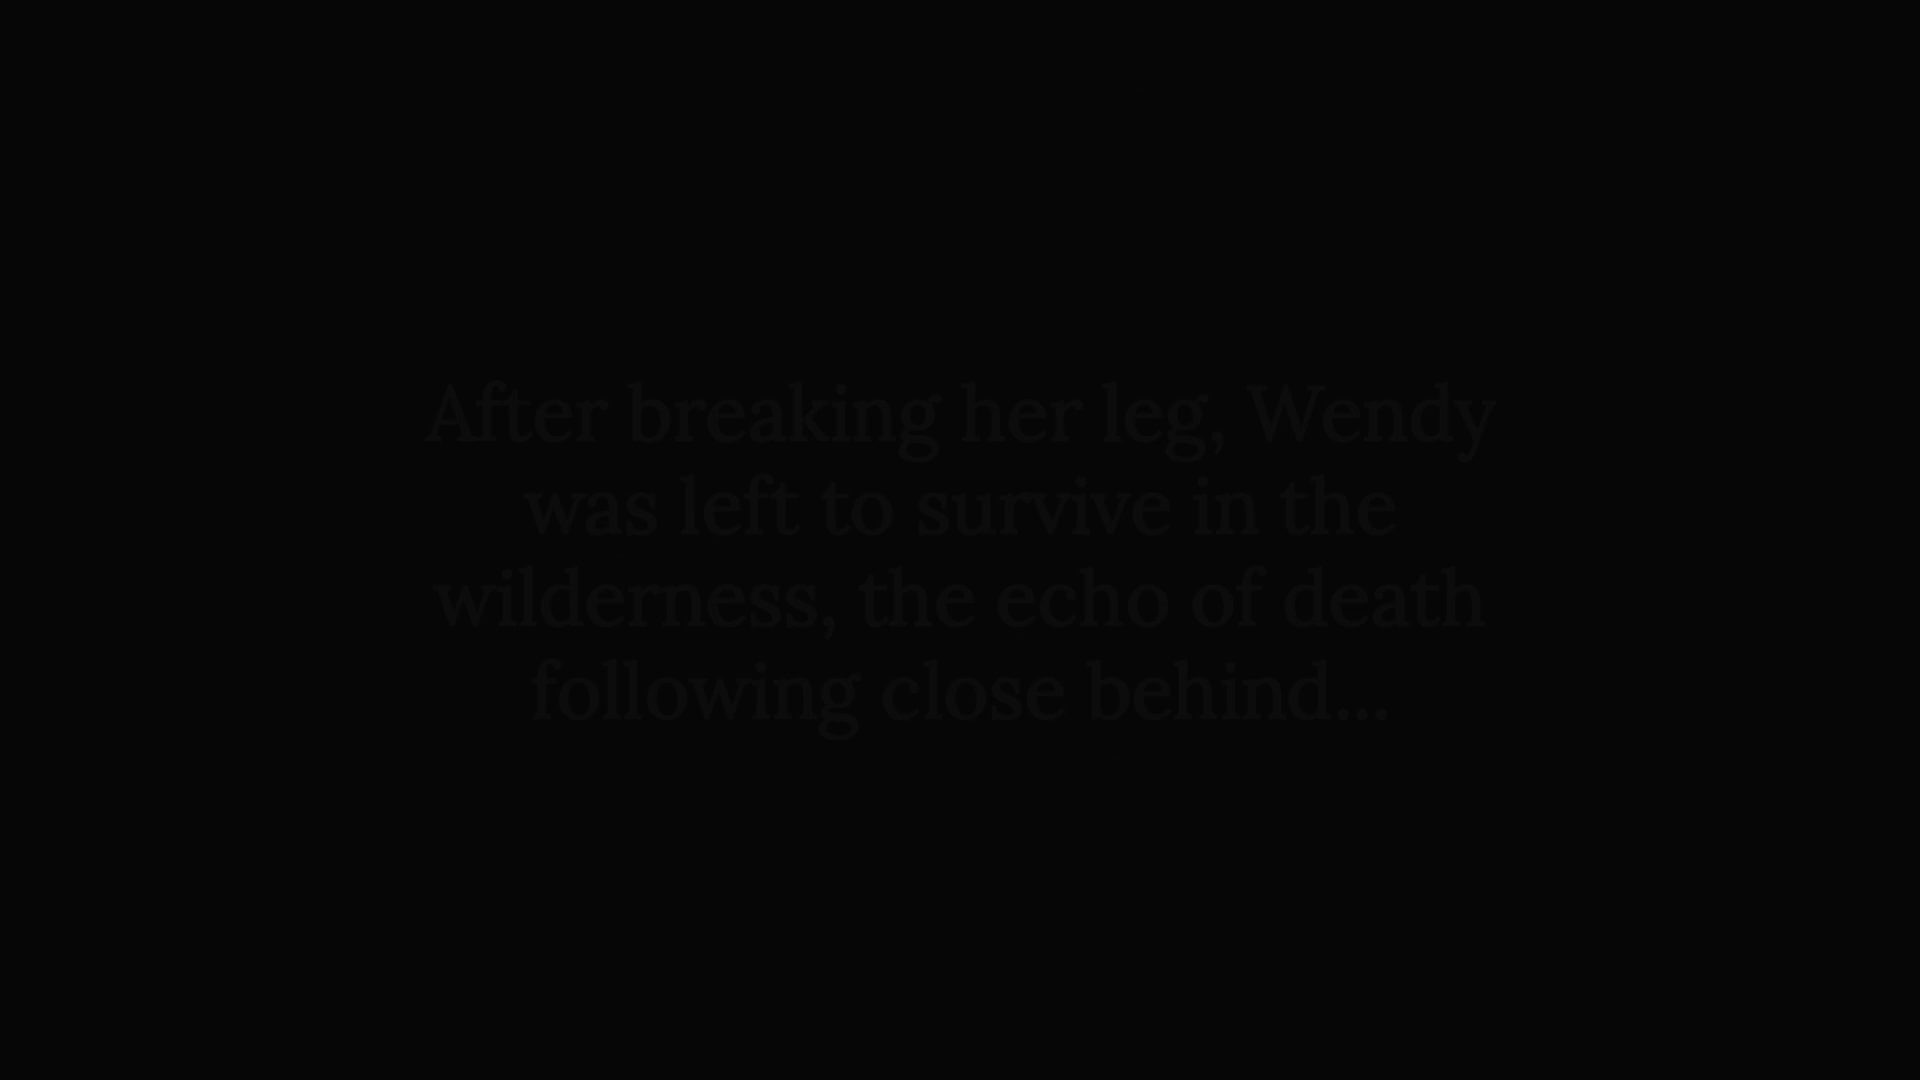 After breaking her leg, Wendy
was left to survive in the
wilderness, the echo of death
following close behind...